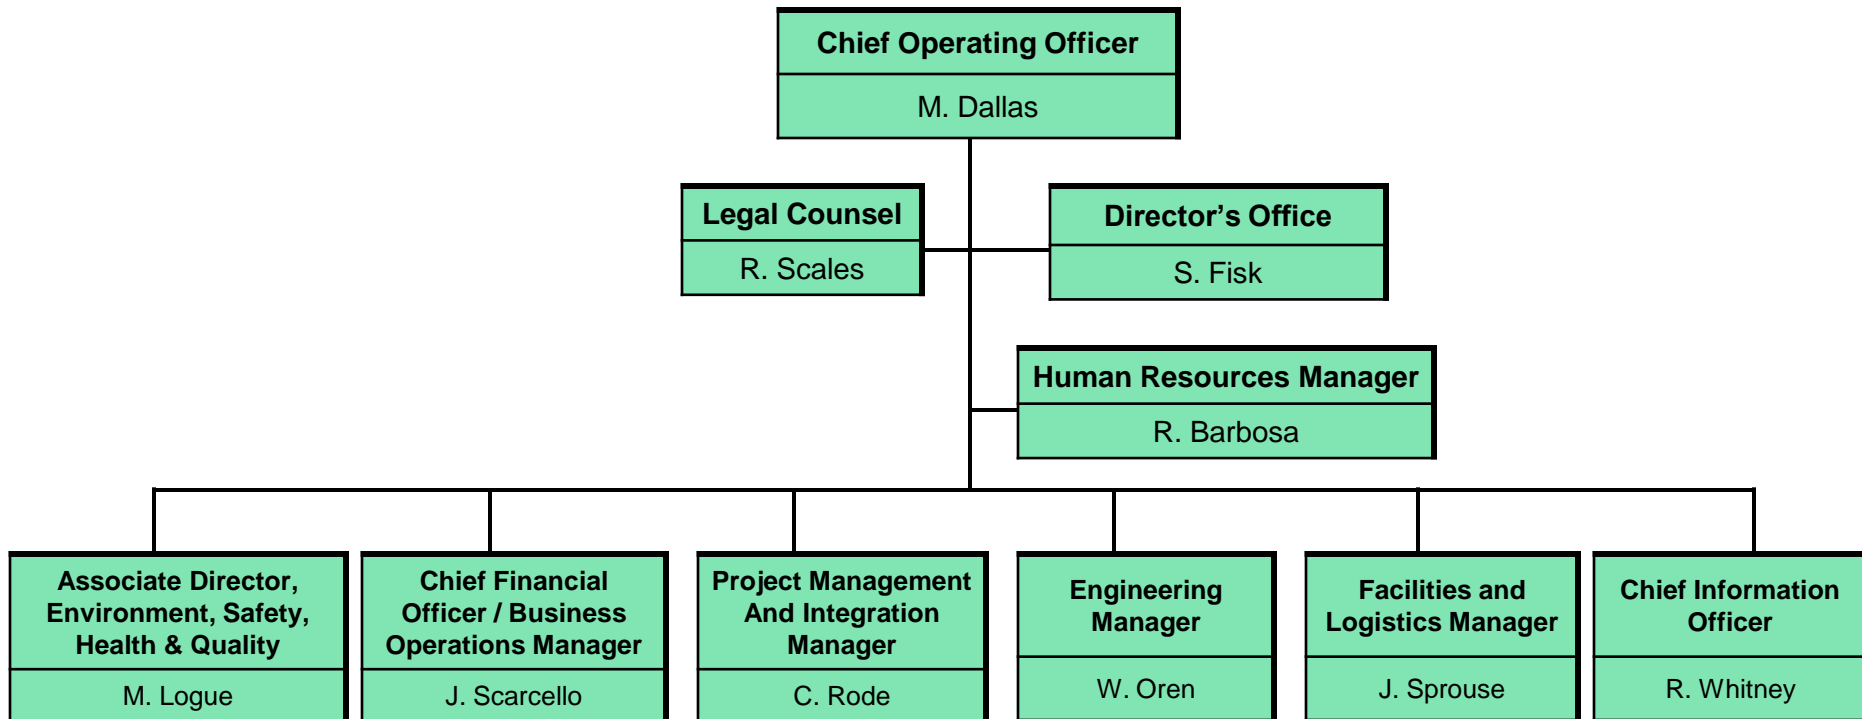 Chief Operating Officer
M. Dallas
Legal Counsel
R. Scales
Director’s Office
S. Fisk
Human Resources Manager
R. Barbosa
Associate Director,
Environment, Safety,
Health & Quality
M. Logue
Chief Financial
Officer / Business
Operations Manager
J. Scarcello
Project Management
And Integration
Manager
C. Rode
Engineering
Manager
W. Oren
Facilities and
Logistics Manager
J. Sprouse
Chief Information
Officer
R. Whitney